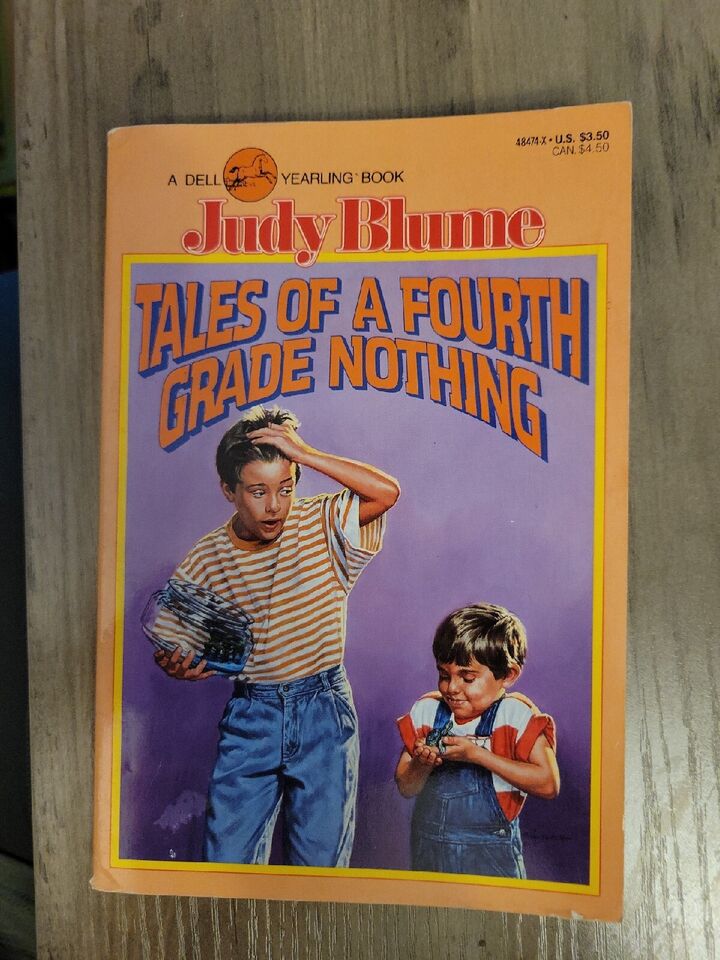 48474-X • U.S. $3.50
CAN. $4.50
A DELL YEARLING BOOK
Judy Blume
TALES OF A FOURTH
GRADE NOTHING